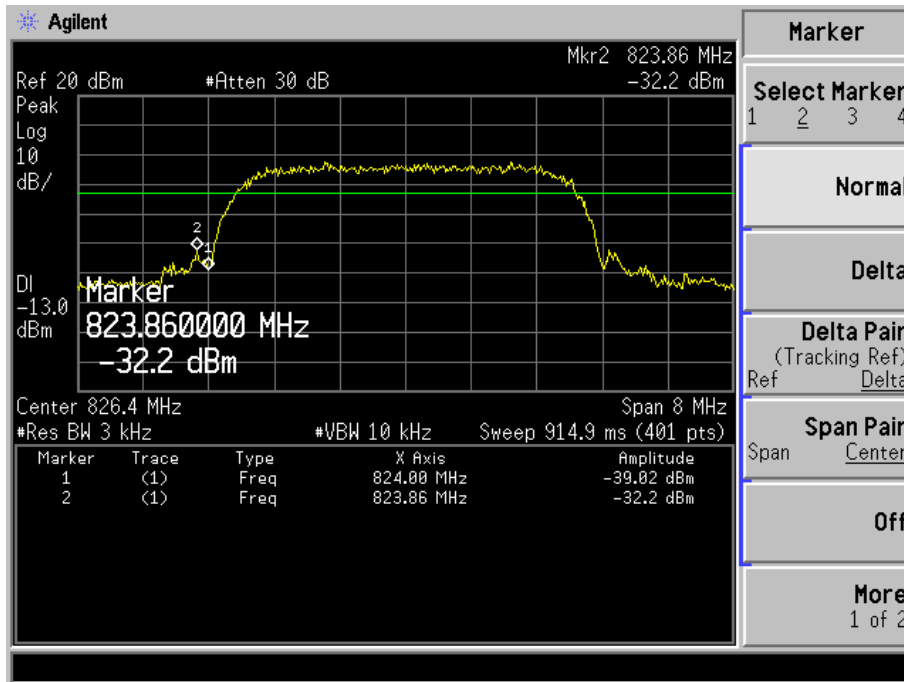 Agilent
Mkr2 823.86 MHz
Ref 20 dBm #Atten 30 dB -32.2 dBm
Peak
Log
10
dB/
2
1
DI
-13.0
dBm
Marker
823.860000 MHz
-32.2 dBm
Center 826.4 MHz Span 8 MHz
#Res BW 3 kHz #VBW 10 kHz Sweep 914.9 ms (401 pts)
Marker Trace Type X Axis Amplitude
1 (1) Freq 824.00 MHz -39.02 dBm
2 (1) Freq 823.86 MHz -32.2 dBm
Marker
Select Marker
1 2 3 4
Normal
Delta
Delta Pair
(Tracking Ref)
Ref Delta
Span Pair
Span Center
Off
More
1 of 2